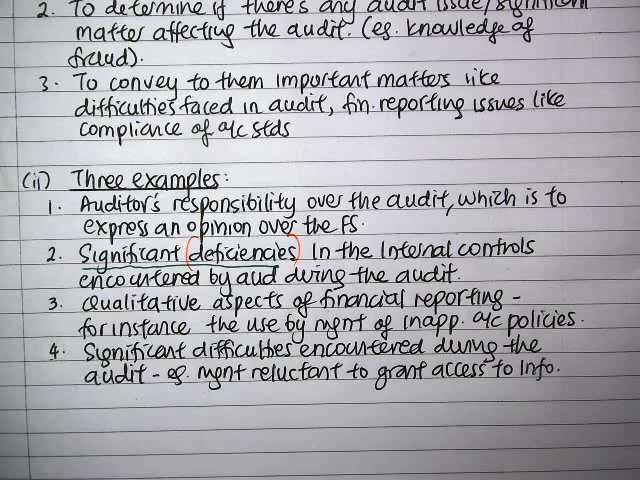 2. To determine if there's any audit issue/significant
matter affecting the audit. (eg. knowledge of
fraud).
3. To convey to them important matters like
difficulties faced in audit, fin. reporting issues like
compliance of a/c stds
(ii) Three examples:
1. Auditor's responsibility over the audit, which is to
express an opinion over the FS.
2. Significant (deficiencies) in the internal controls
encountered by aud during the audit.
3. Qualitative aspects of financial reporting -
for instance the use by mgnt of inapp. a/c policies.
4. Significant difficulties encountered during the
audit - eg. mgnt reluctant to grant access to info.